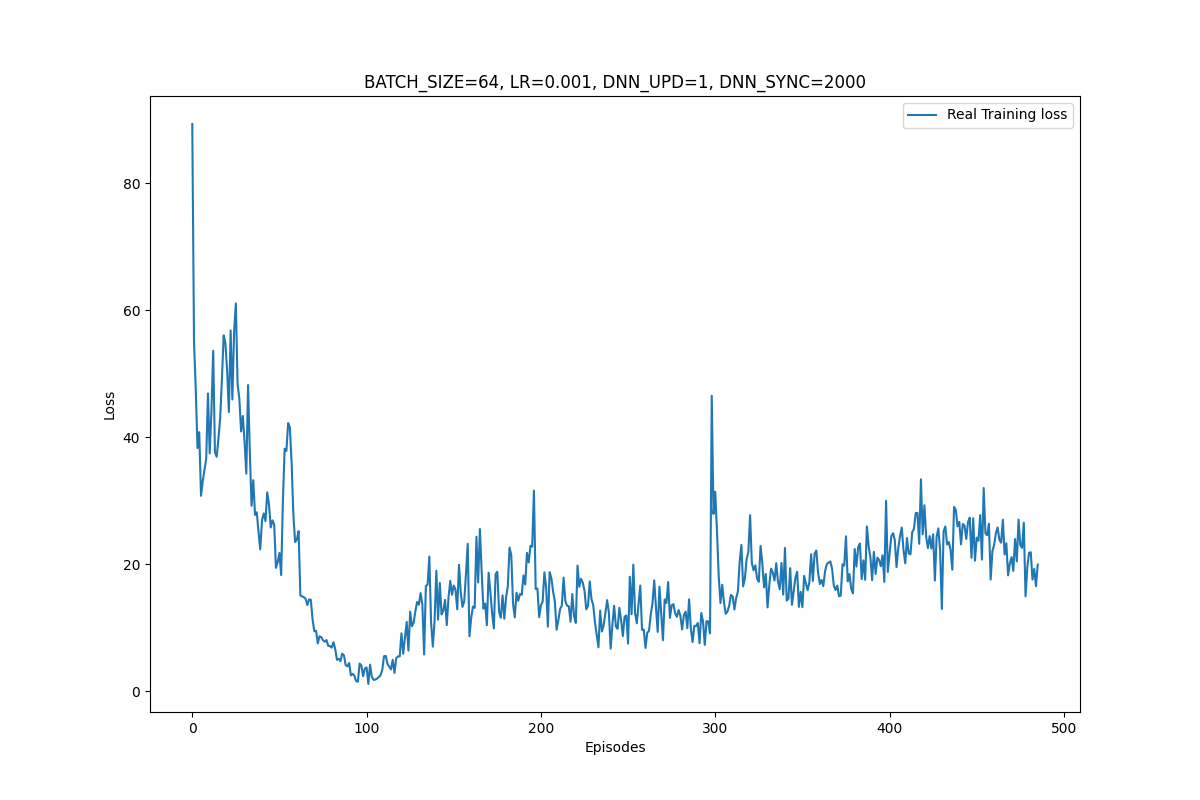 BATCH_SIZE=64, LR=0.001, DNN_UPD=1, DNN_SYNC=2000
Real Training loss
80
60
40
20
0
Loss
0 100 200 300 400 500
Episodes